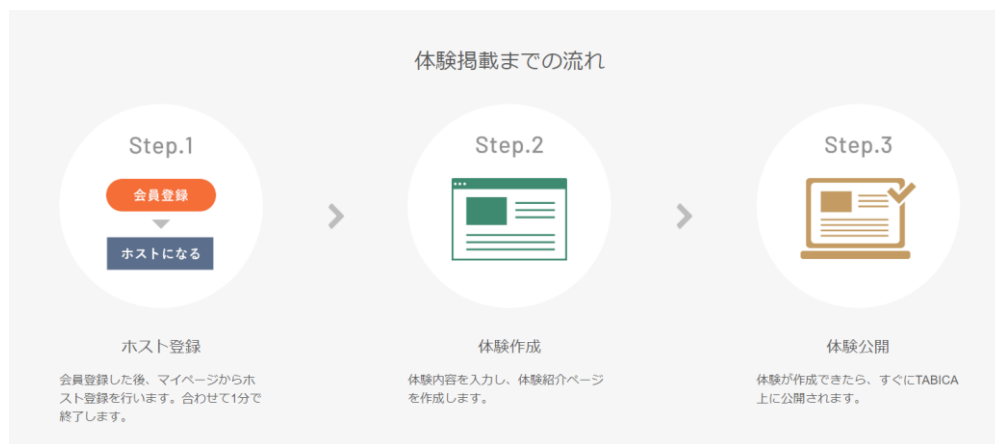 体験掲載までの流れ
Step.1
会員登録
ホストになる
ホスト登録
会員登録した後、マイページからホ
スト登録を行います。合わせて1分で
終了します。
Step.2
体験作成
体験内容を入力し、体験紹介ページ
を作成します。
Step.3
体験公開
体験が作成できたら、すぐにTABICA
上に公開されます。